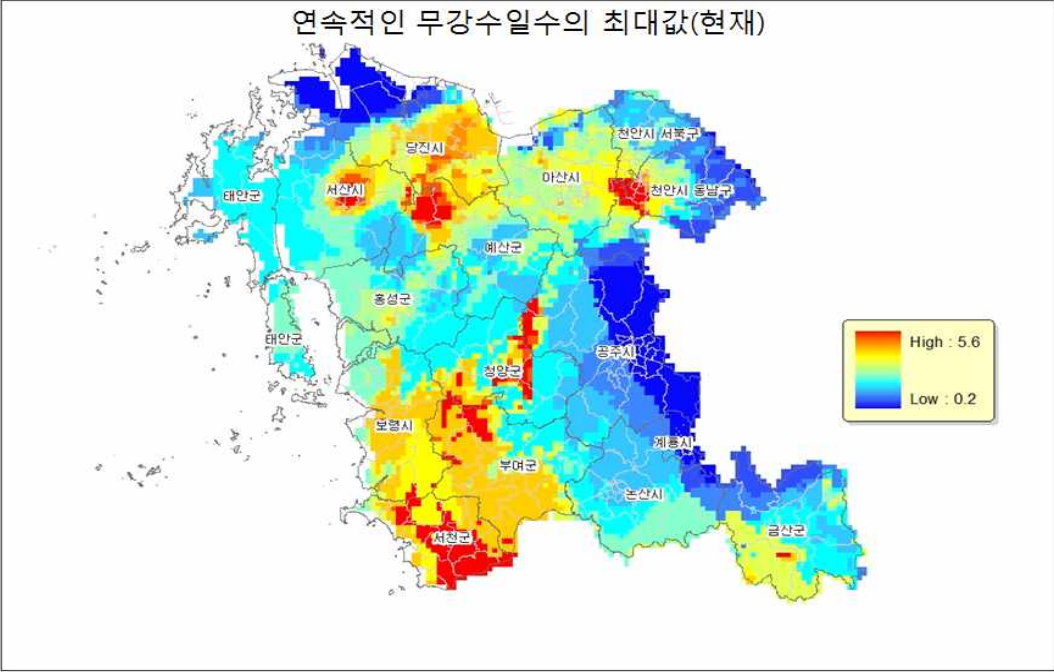 연속적인 무강수일수의 최대값(현재)
천안시 서북구
당진시
아산시
서산시
천안시 동남구
태안군
예산군
홍성군
태안군
High : 5.6
공주시
청양군
Low : 0.2
보령시
계룡시
부여군
논산시
금산군
서천군